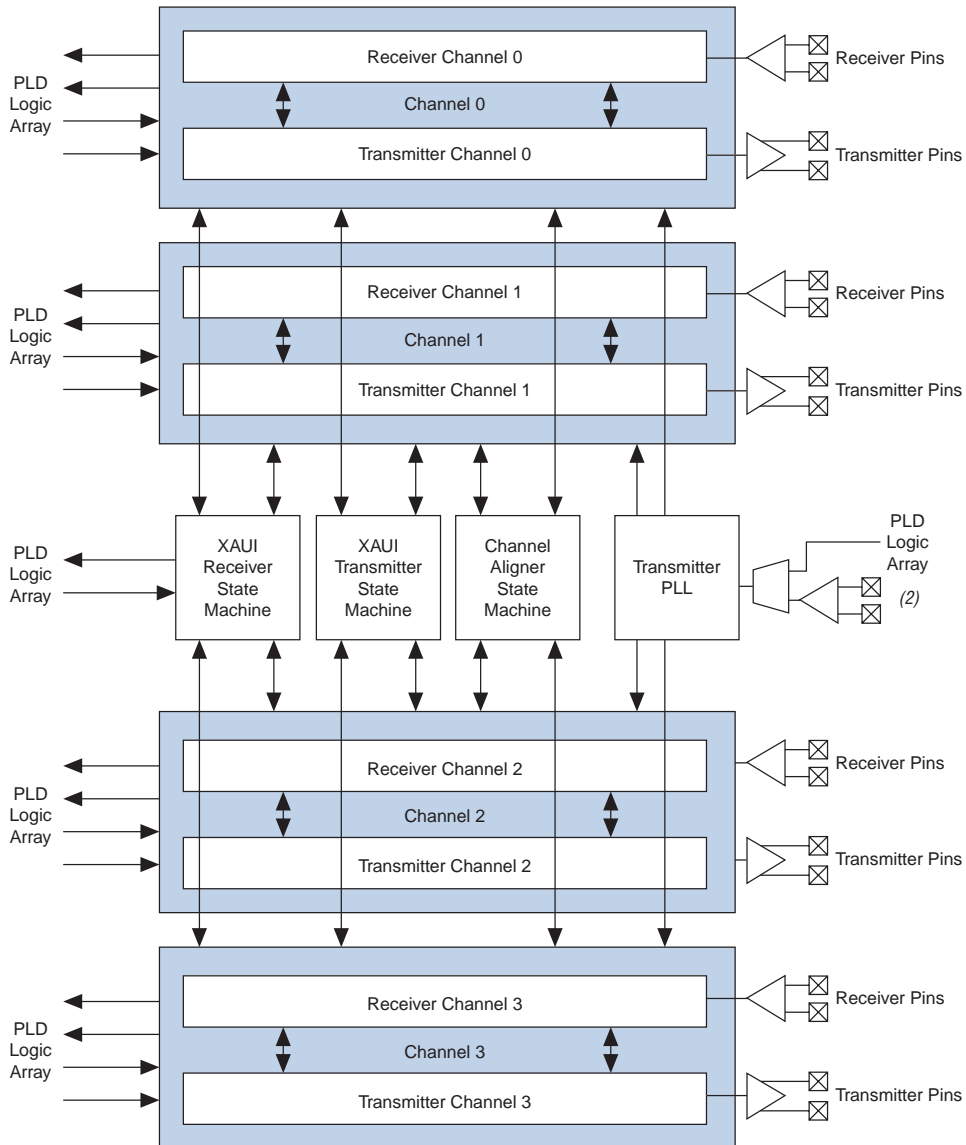 PLD
Logic
Array
Receiver Channel 0
Channel 0
Transmitter Channel 0
Receiver Pins
Transmitter Pins
PLD
Logic
Array
Receiver Channel 1
Channel 1
Transmitter Channel 1
Receiver Pins
Transmitter Pins
PLD
Logic
Array
XAUI
Receiver
State
Machine
XAUI
Transmitter
State
Machine
Channel
Aligner
State
Machine
Transmitter
PLL
PLD
Logic
Array
(2)
PLD
Logic
Array
Receiver Channel 2
Channel 2
Transmitter Channel 2
Receiver Pins
Transmitter Pins
PLD
Logic
Array
Receiver Channel 3
Channel 3
Transmitter Channel 3
Receiver Pins
Transmitter Pins